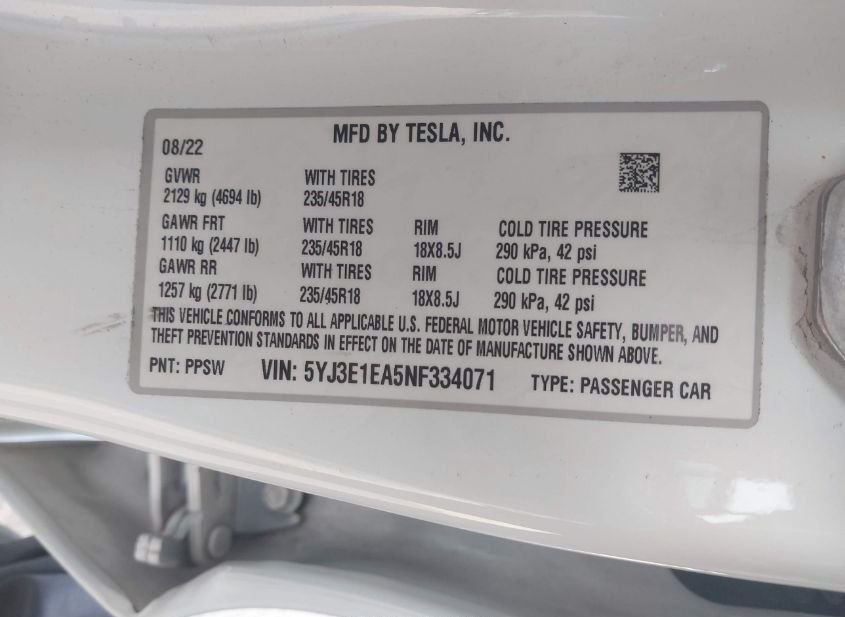 MFD BY TESLA, INC.
08/22
GVWR WITH TIRES
2129 kg (4694 lb) 235/45R18
GAWR FRT WITH TIRES RIM COLD TIRE PRESSURE
1110 kg (2447 lb) 235/45R18 18X8.5J 290 kPa, 42 psi
GAWR RR WITH TIRES RIM COLD TIRE PRESSURE
1257 kg (2771 lb) 235/45R18 18X8.5J 290 kPa, 42 psi
THIS VEHICLE CONFORMS TO ALL APPLICABLE U.S. FEDERAL MOTOR VEHICLE SAFETY, BUMPER, AND
THEFT PREVENTION STANDARDS IN EFFECT ON THE DATE OF MANUFACTURE SHOWN ABOVE.
PNT: PPSW VIN: 5YJ3E1EA5NF334071 TYPE: PASSENGER CAR